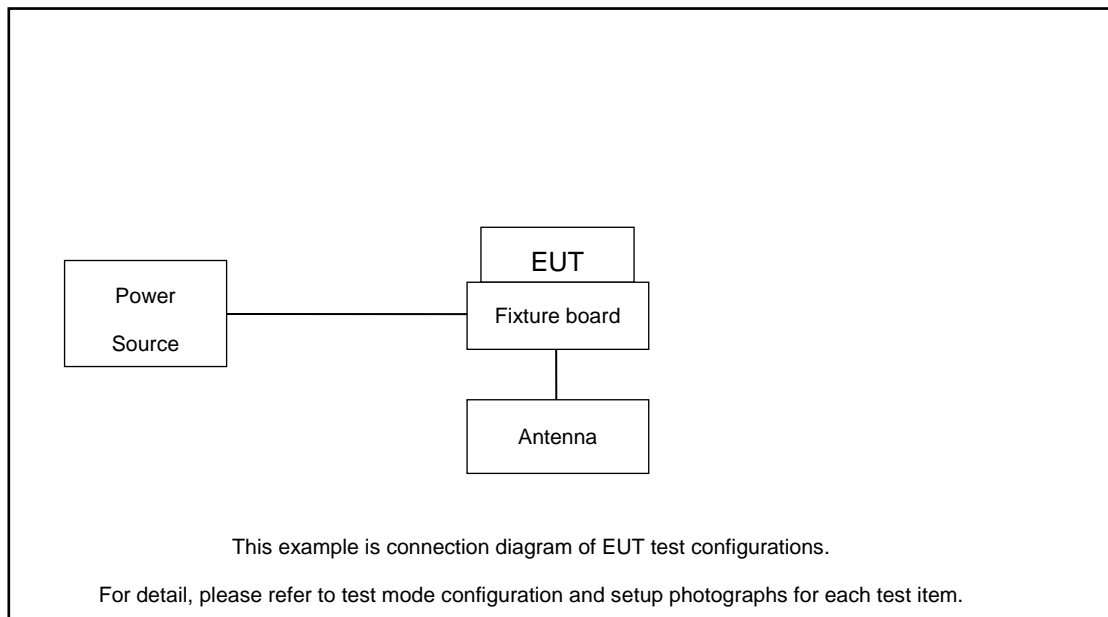 EUT
Power
Source
Fixture board
Antenna
This example is connection diagram of EUT test configurations.
For detail, please refer to test mode configuration and setup photographs for each test item.